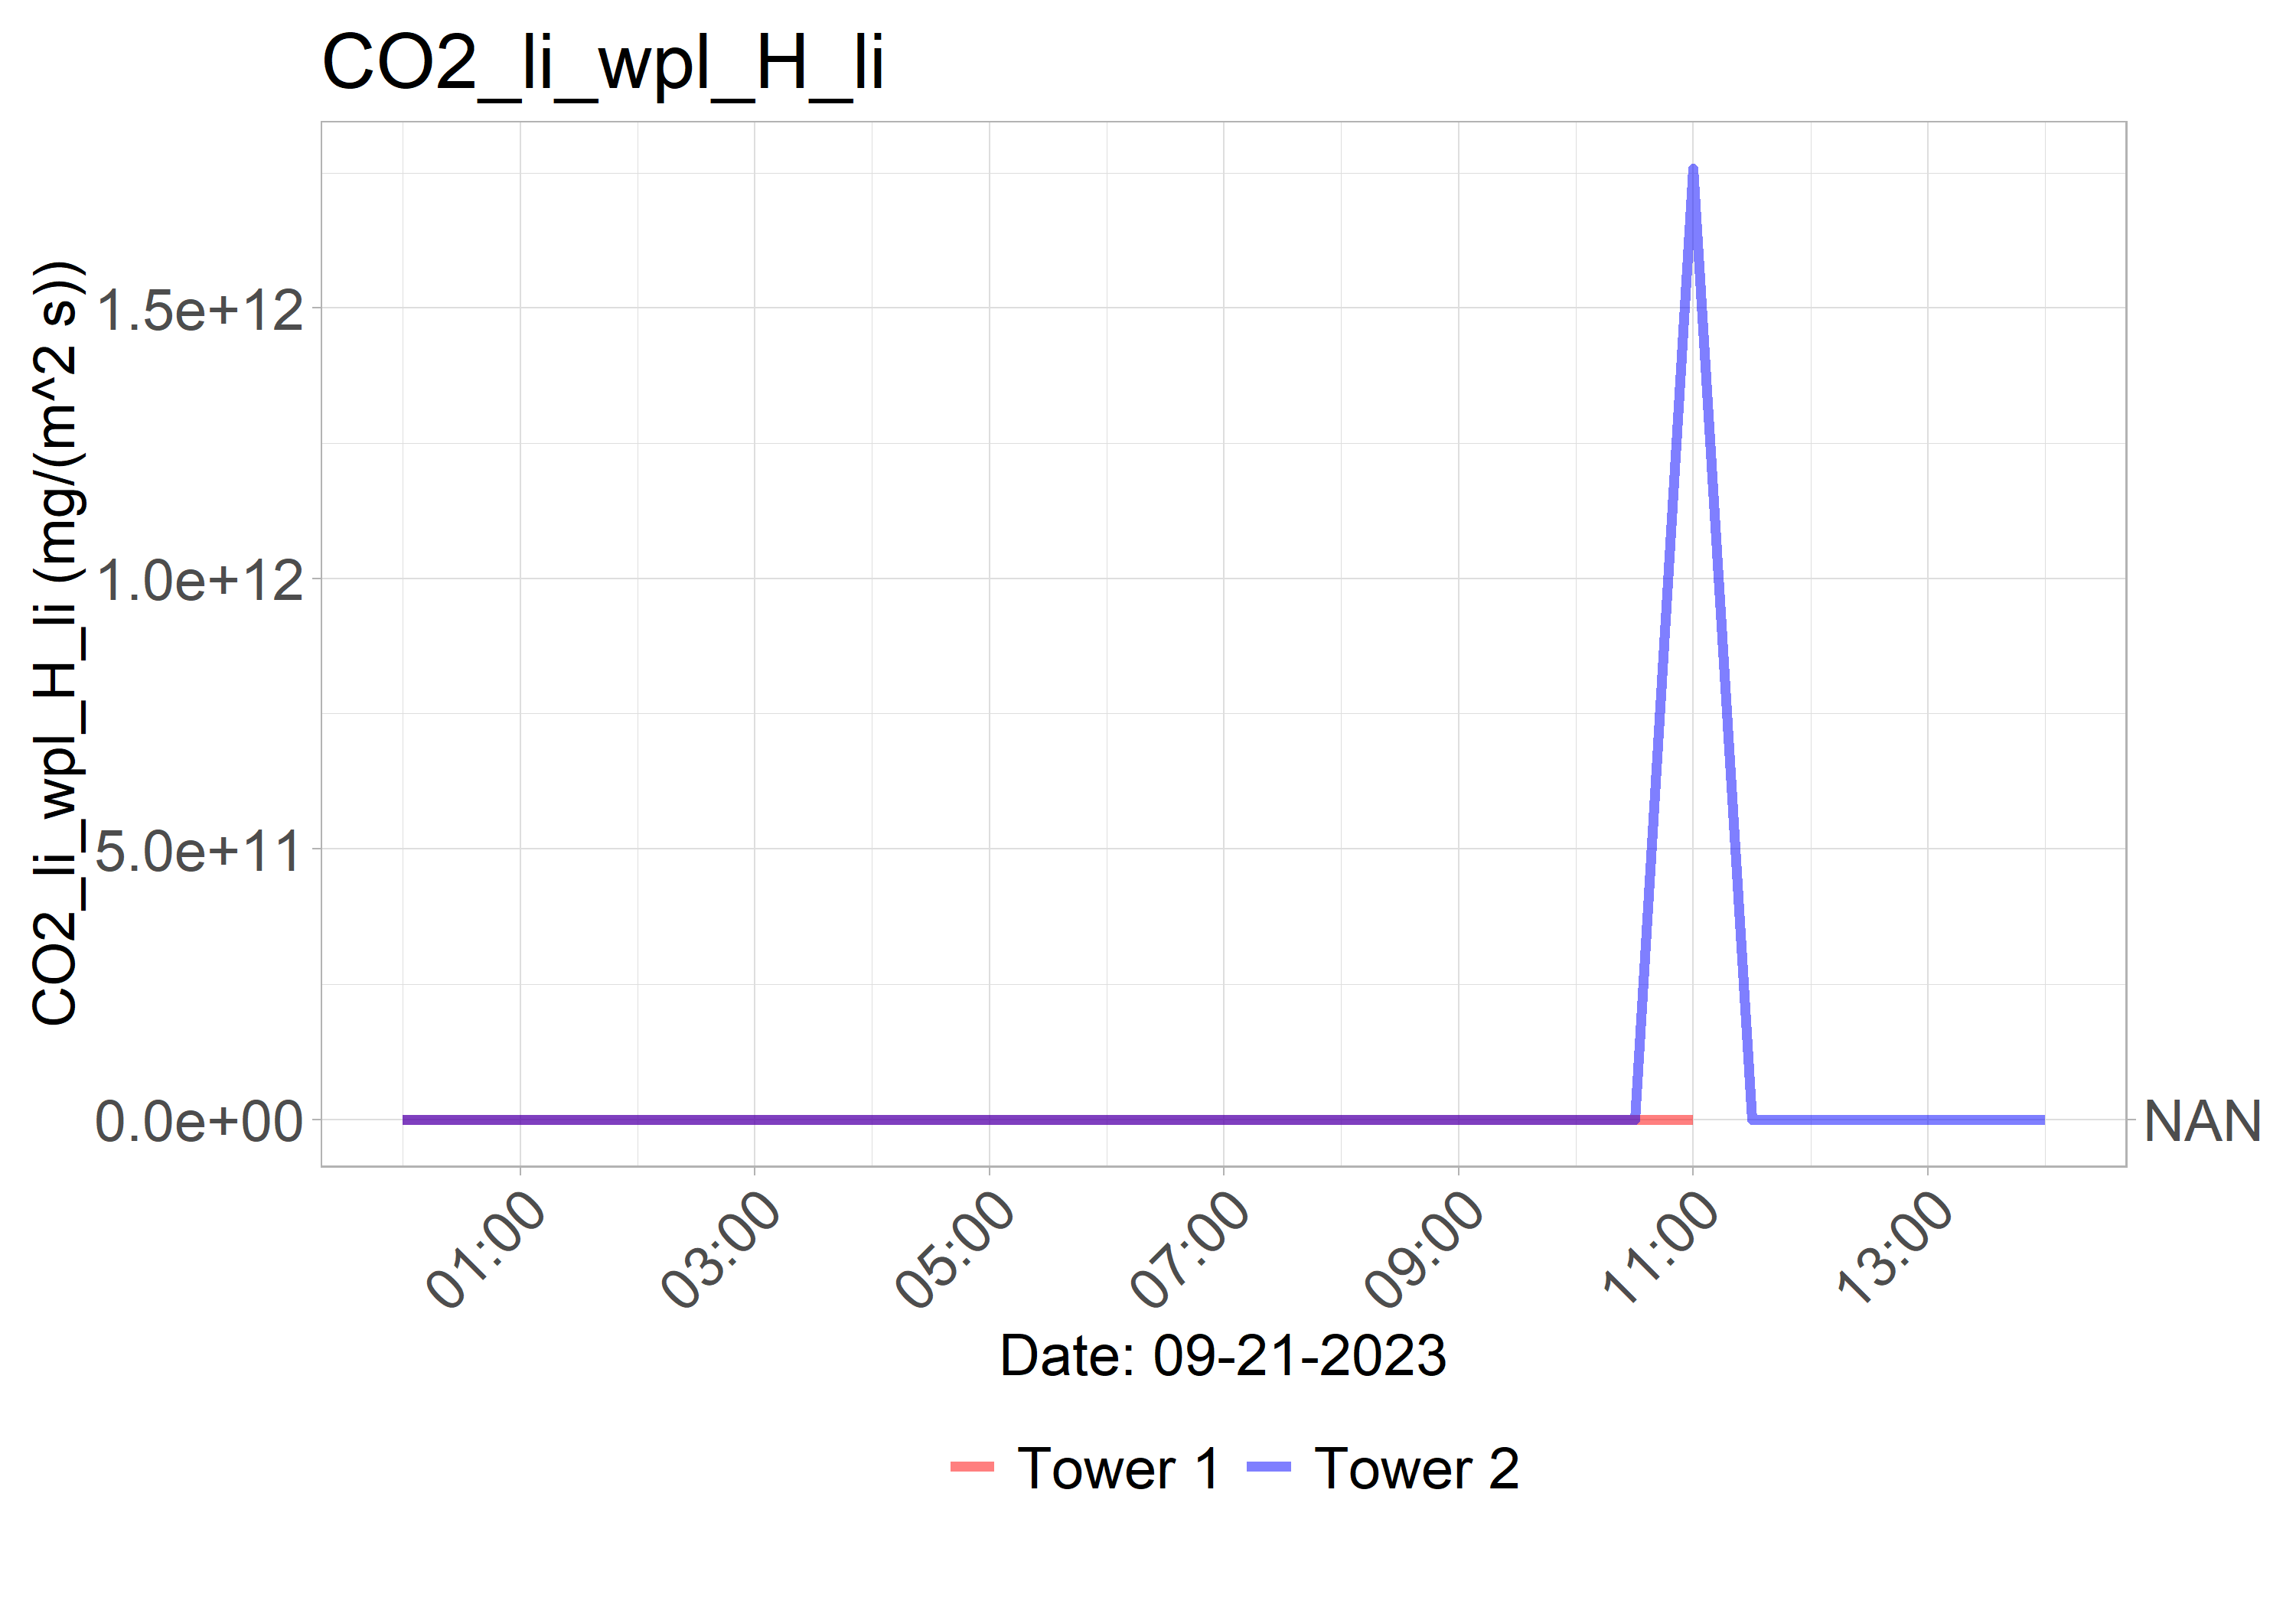 CO2_li_wpl_H_li
CO2_li_wpl_H_li (mg/(m^2 s))
1.5e+12
1.0e+12
5.0e+11
0.0e+00
NAN
01:00
03:00
05:00
07:00
09:00
11:00
13:00
Date: 09-21-2023
Tower 1
Tower 2